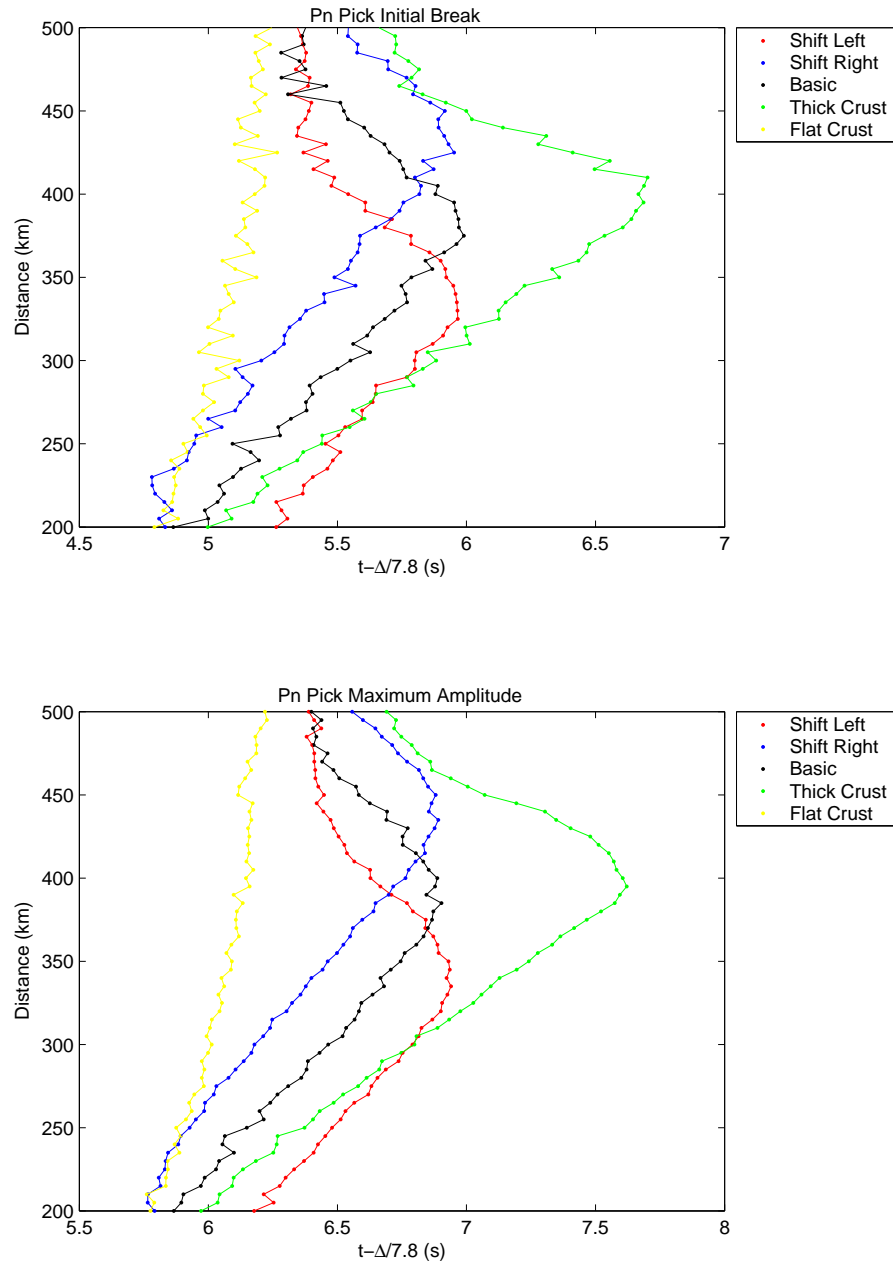 Pn Pick Initial Break
500
450
400
350
300
250
200
Distance (km)
4.5 5 5.5 6 6.5 7
t−Δ/7.8 (s)
Shift Left
Shift Right
Basic
Thick Crust
Flat Crust
Pn Pick Maximum Amplitude
500
450
400
350
300
250
200
Distance (km)
5.5 6 6.5 7 7.5 8
t−Δ/7.8 (s)
Shift Left
Shift Right
Basic
Thick Crust
Flat Crust